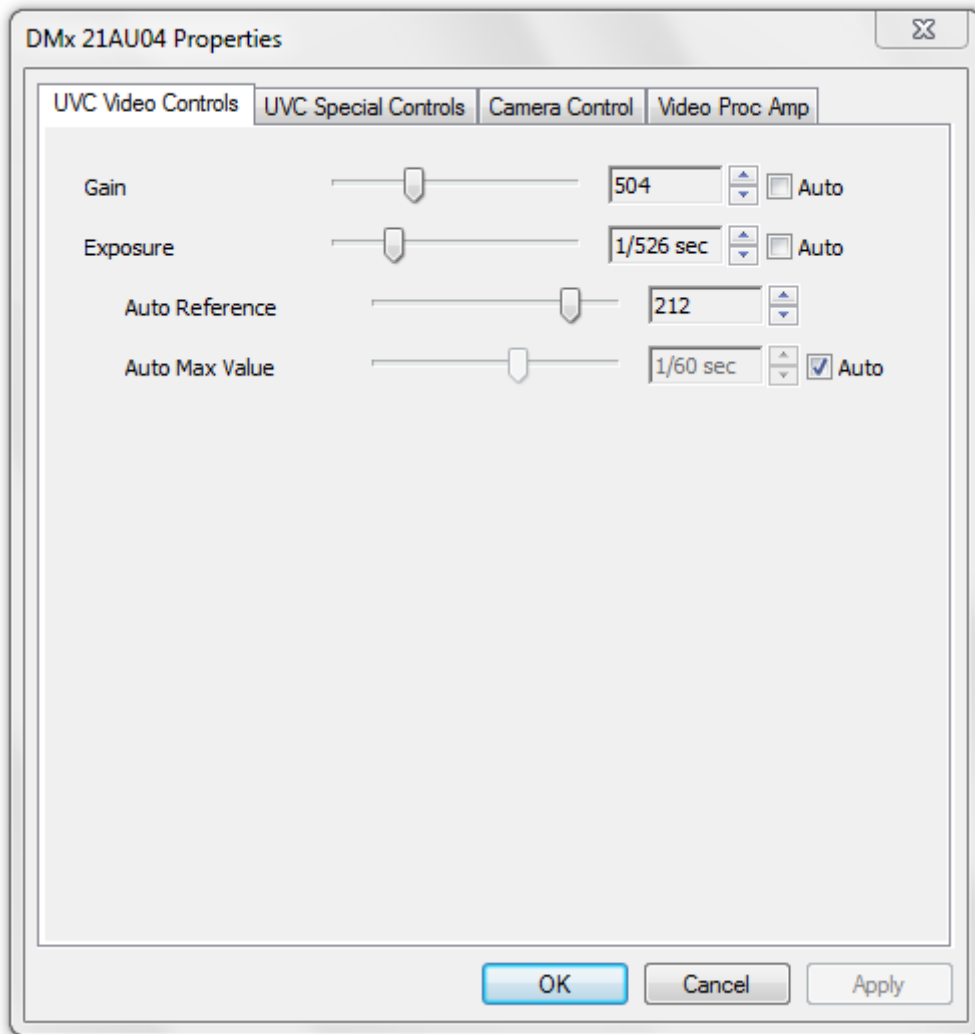 DMx 21AU04 Properties
UVC Video Controls UVC Special Controls Camera Control Video Proc Amp
Gain 504 Auto
Exposure 1/526 sec Auto
Auto Reference 212
Auto Max Value 1/60 sec Auto
OK Cancel Apply